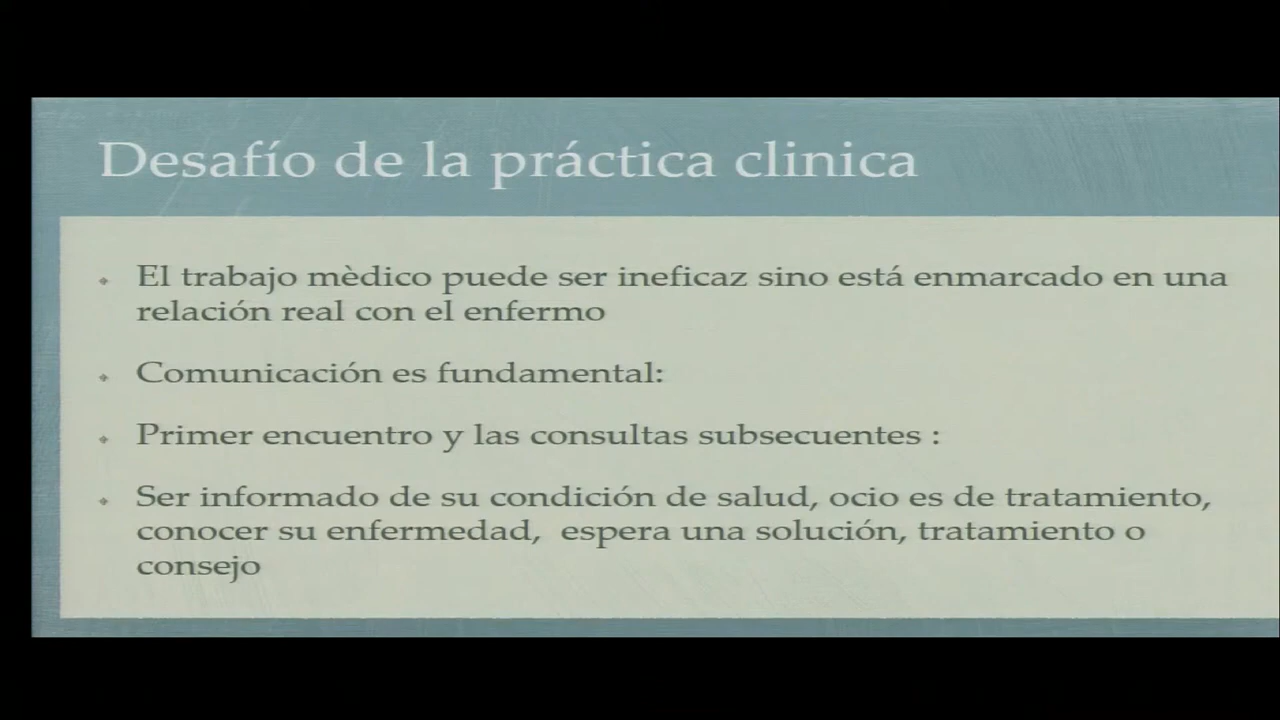 Desafío de la práctica clinica
El trabajo mèdico puede ser ineficaz sino está enmarcado en una
relación real con el enfermo
Comunicación es fundamental:
Primer encuentro y las consultas subsecuentes :
Ser informado de su condición de salud, ocio es de tratamiento,
conocer su enfermedad, espera una solución, tratamiento o
consejo